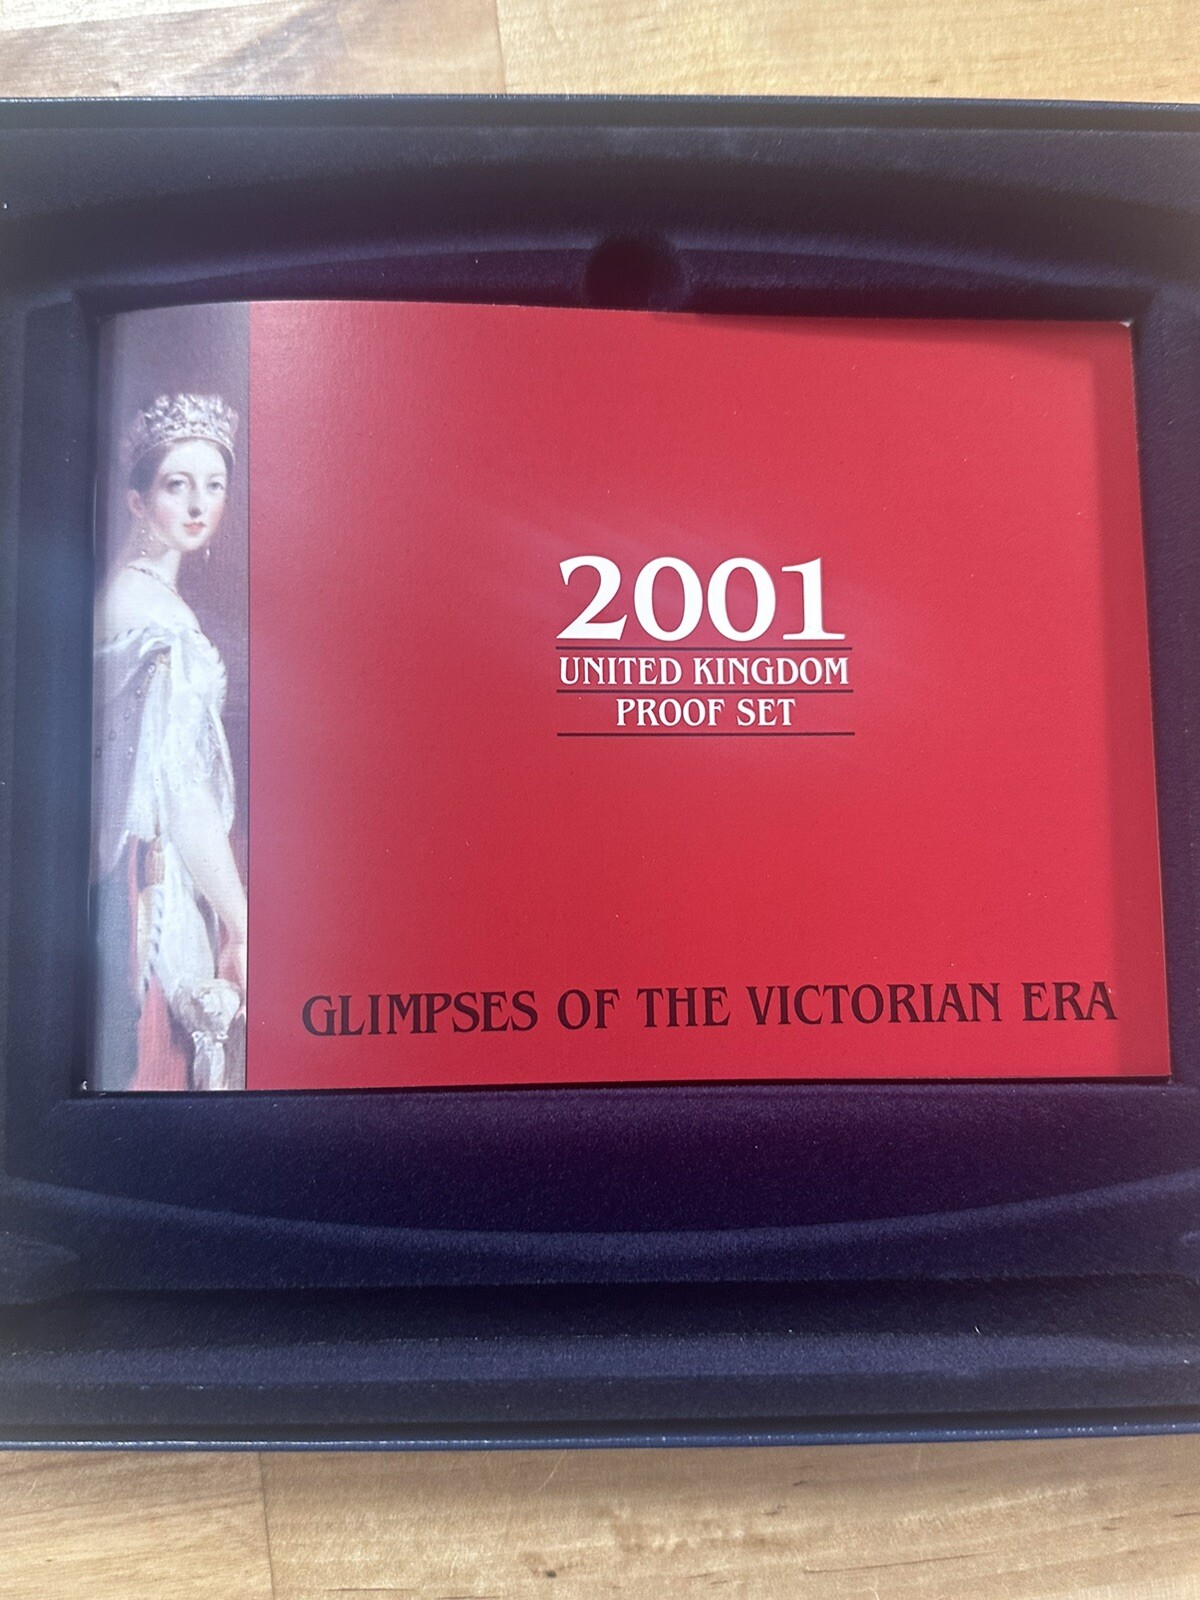 2001
UNITED KINGDOM
PROOF SET
GLIMPSES OF THE VICTORIAN ERA